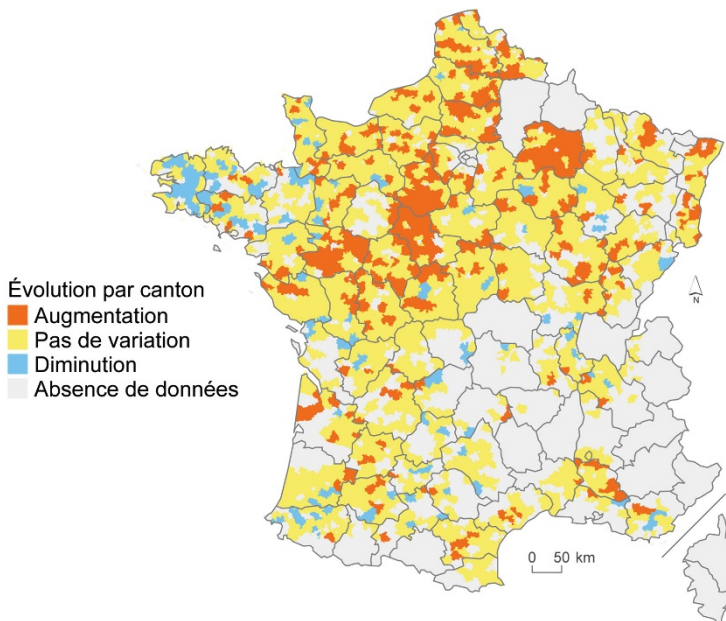 Évolution par canton
Augmentation
Pas de variation
Diminution
Absence de données
N
0 50 km